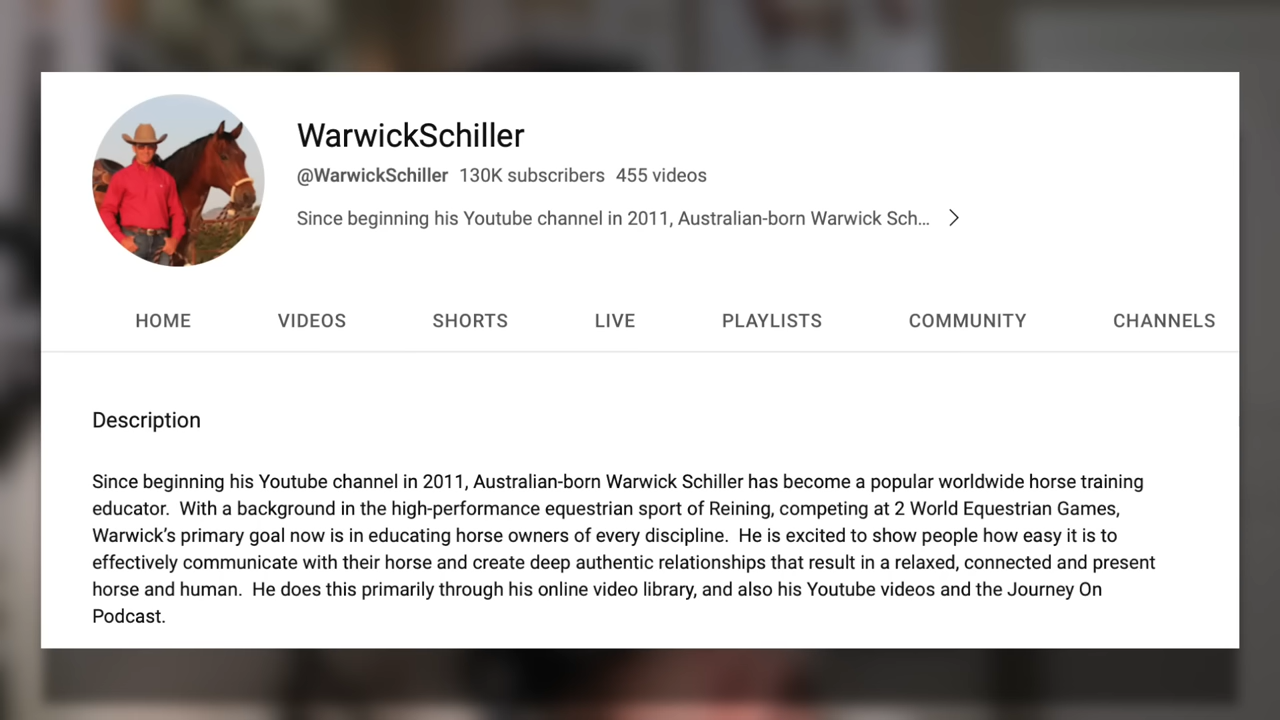 WarwickSchiller
@WarwickSchiller 130K subscribers 455 videos
Since beginning his Youtube channel in 2011, Australian-born Warwick Sch...
HOME VIDEOS SHORTS LIVE PLAYLISTS COMMUNITY CHANNELS
Description
Since beginning his Youtube channel in 2011, Australian-born Warwick Schiller has become a popular worldwide horse training
educator.  With a background in the high-performance equestrian sport of Reining, competing at 2 World Equestrian Games,
Warwick’s primary goal now is in educating horse owners of every discipline.  He is excited to show people how easy it is to
effectively communicate with their horse and create deep authentic relationships that result in a relaxed, connected and present
horse and human.  He does this primarily through his online video library, and also his Youtube videos and the Journey On
Podcast.